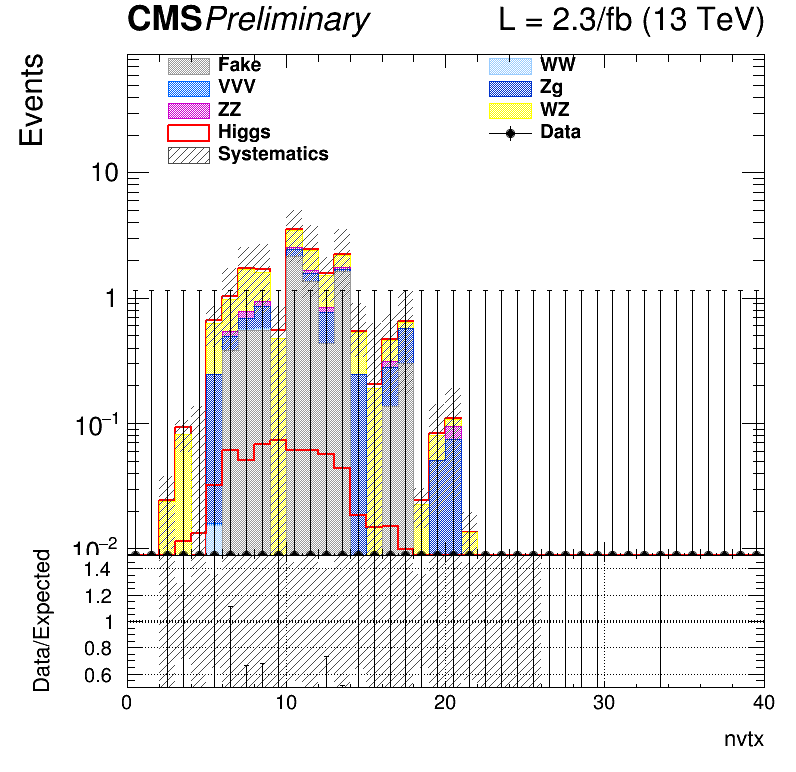 CMS Preliminary L = 2.3/fb (13 TeV)
Events
Fake WW
VVV Zg
ZZ WZ
Higgs Data
Systematics
10
1
10⁻¹
10⁻²
Data/Expected
1.4
1.2
1
0.8
0.6
0 10 20 30 40
nvtx